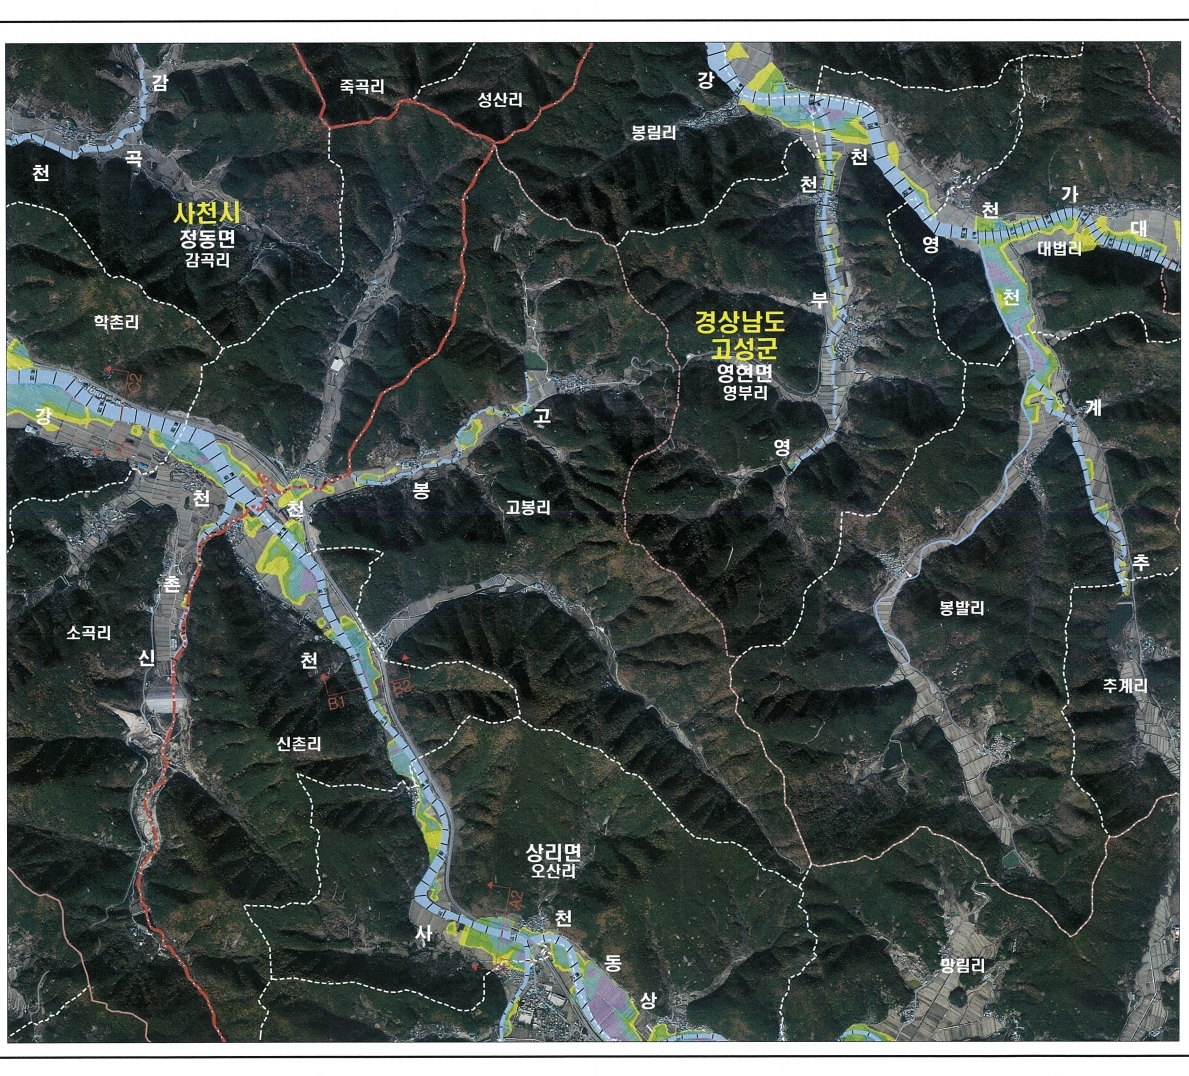 감
죽곡리
성산리
강
봉림리
곡
천
천
천
가
천
대
영
대법리
사천시
정동면
감곡리
천
부
경상남도
고성군
영현면
영부리
학촌리
강
고
계
영
봉
천
천
고봉리
추
촌
봉발리
소곡리
신
천
B1
추계리
신촌리
상리면
오산리
A2
천
사
동
망림리
상